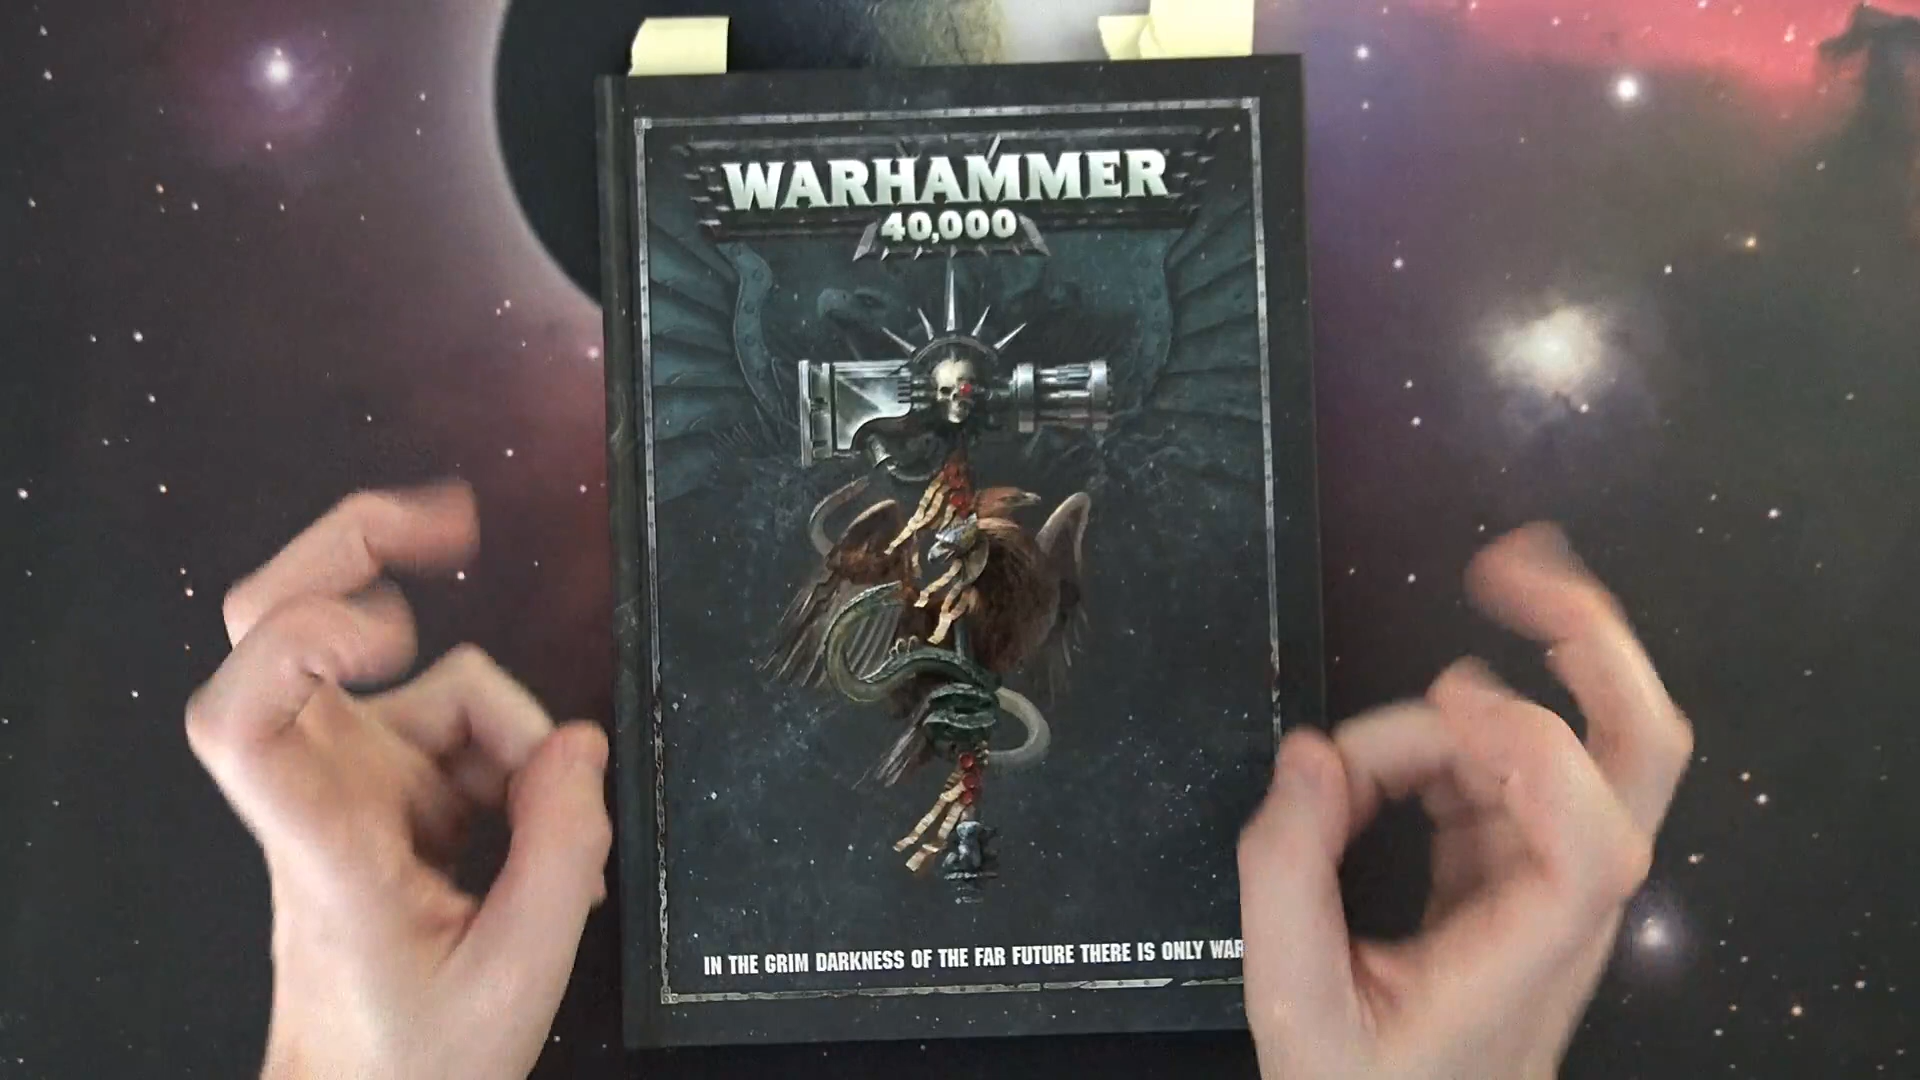 WARHAMMER
40,000
IN THE GRIM DARKNESS OF THE FAR FUTURE THERE IS ONLY WAR